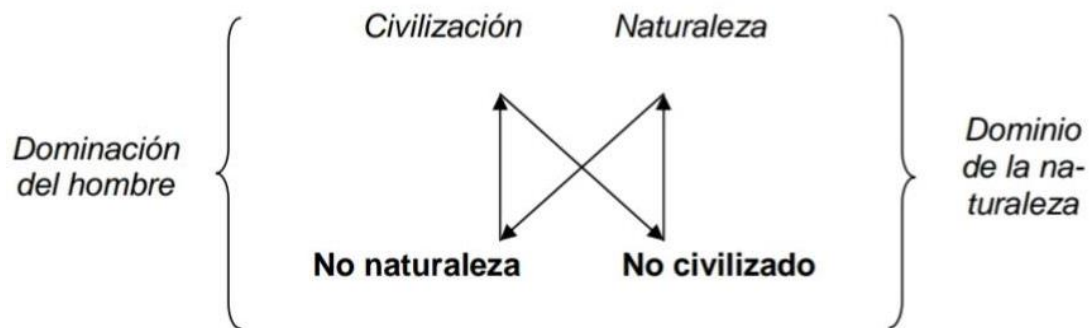 Civilización Naturaleza
Dominación
del hombre
Dominio
de la na-
turaleza
No naturaleza No civilizado